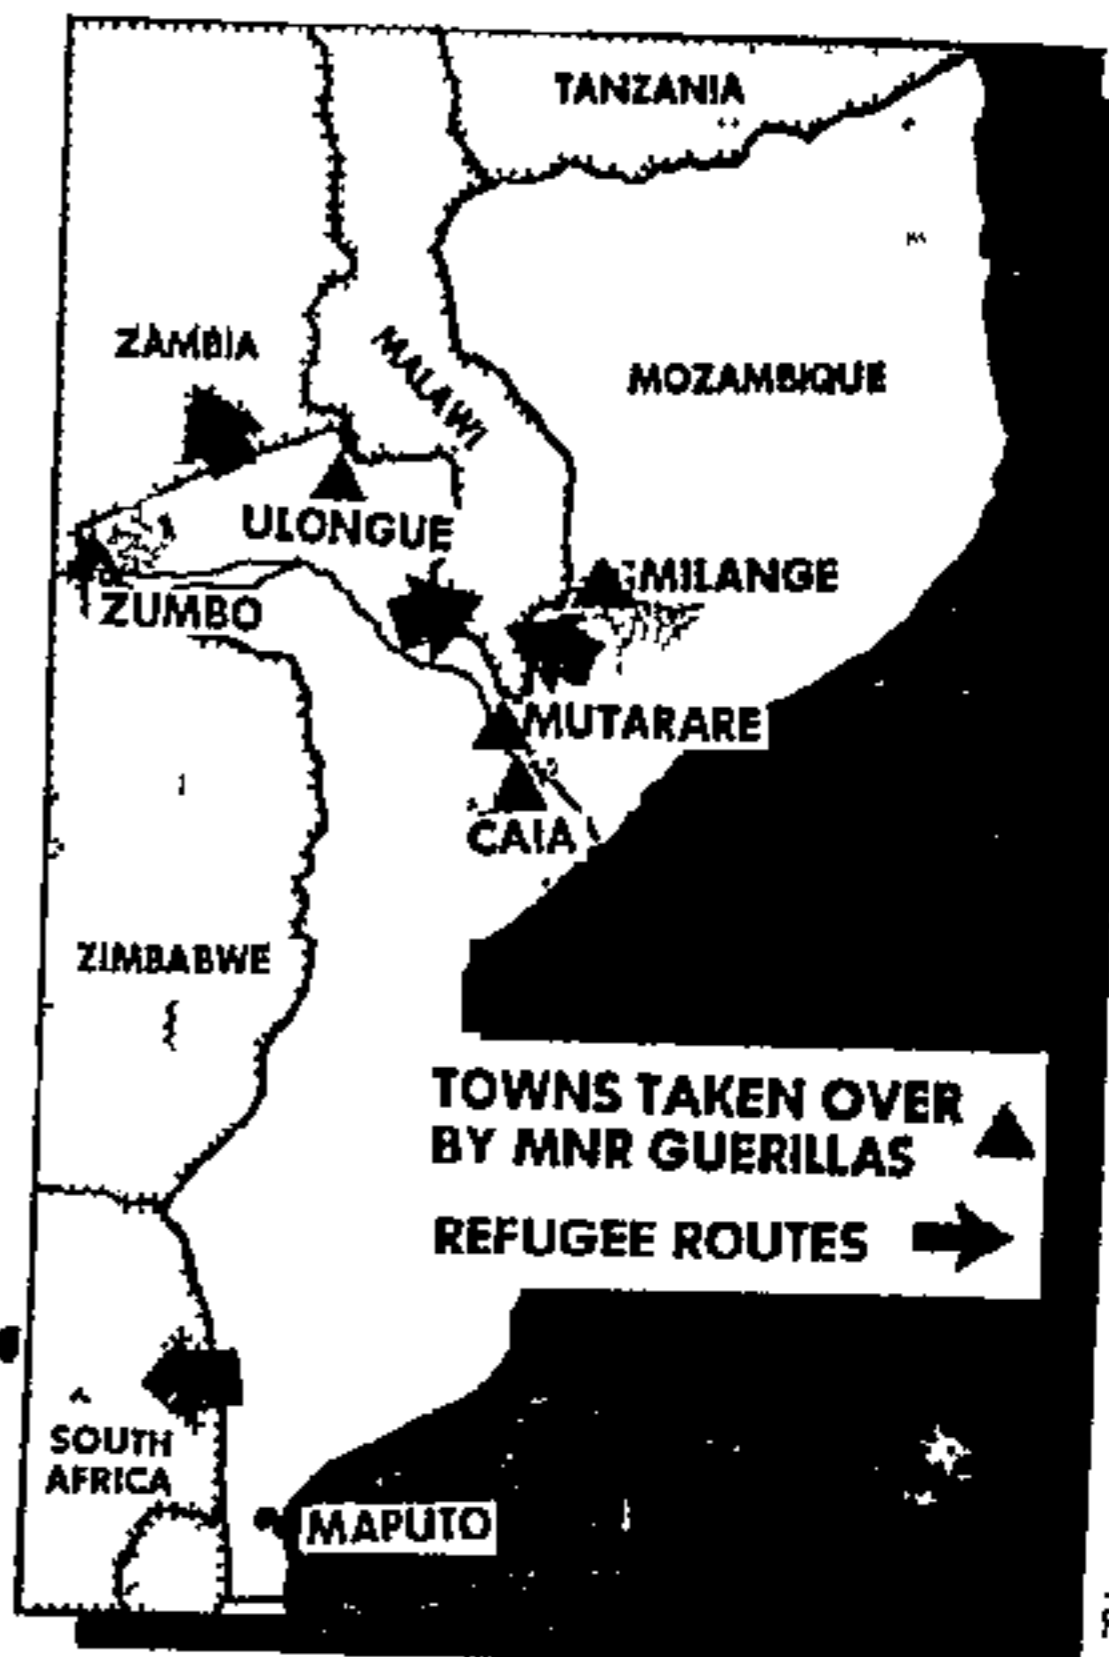 TANZANIA
ZAMBIA
MALAWI
MOZAMBIQUE
ULONGUE
MILANGE
ZUMBO
MUTARARE
CAIA
ZIMBABWE
TOWNS TAKEN OVER
BY MNR GUERILLAS
REFUGEE ROUTES
SOUTH
AFRICA
MAPUTO